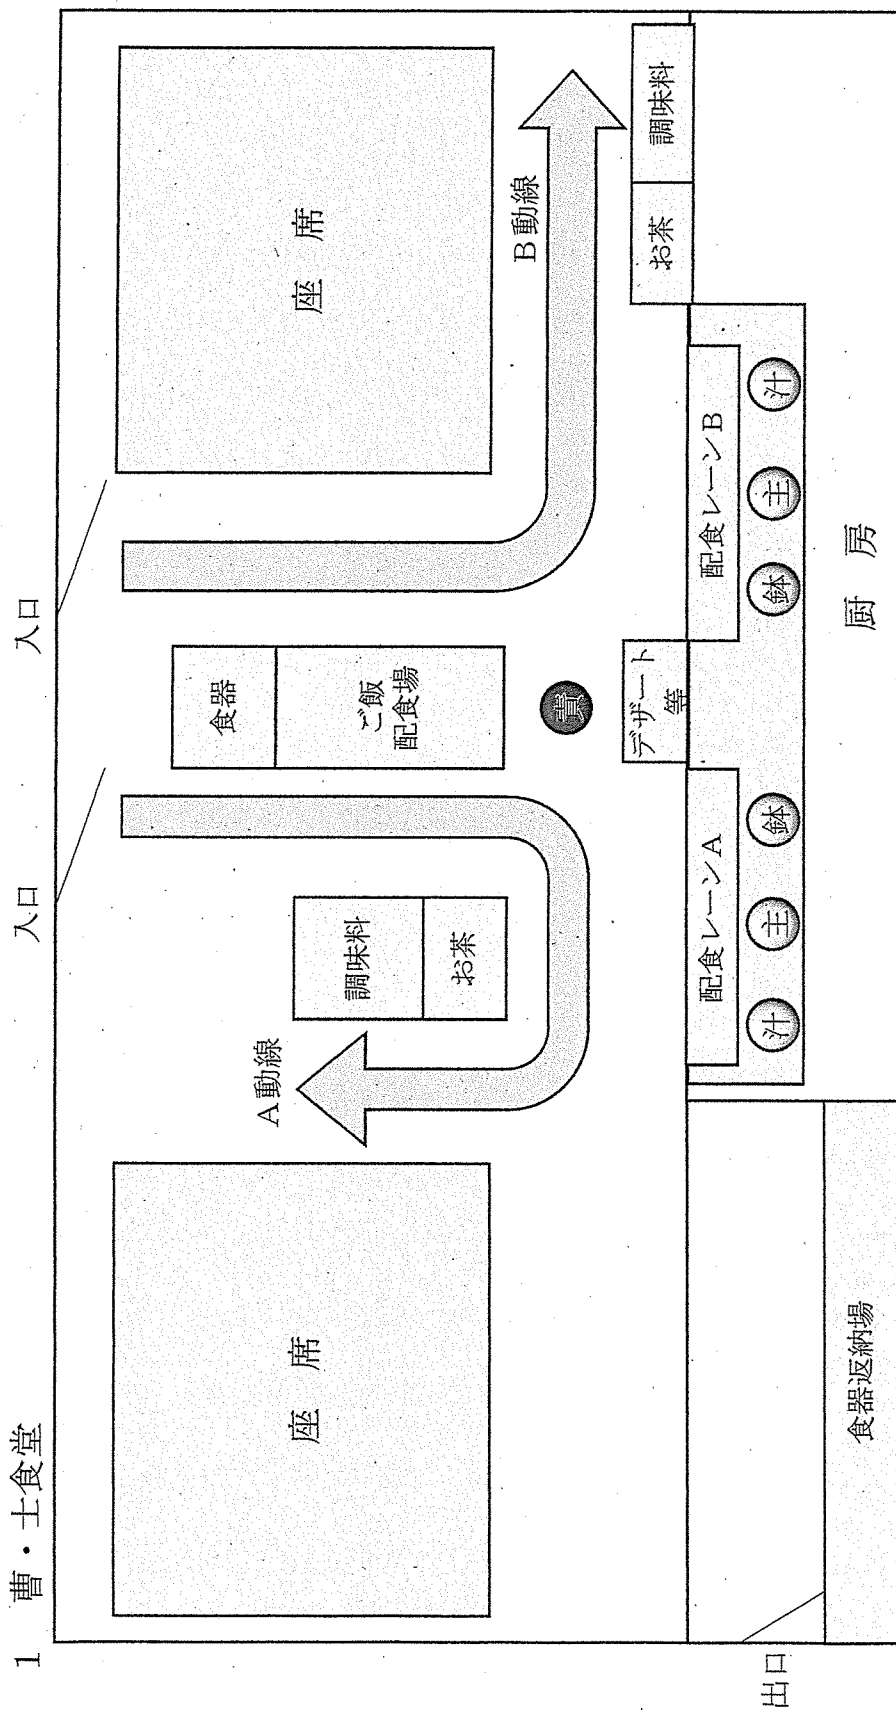 1 曹・士食堂
入口
入口
座席
A動線
調味料
お茶
食器
ご飯
配食場
B動線
座席
賮
デザート
等
お茶
調味料
配食レーンA
配食レーンB
汁
主
鉢
鉢
主
汁
厨房
出口
食器返納場